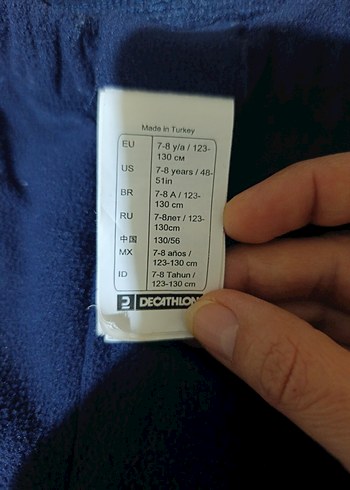 Made in Turkey
EU 7-8 y/a / 123-
130 см
US 7-8 years / 48-
51in
BR 7-8 A / 123-
130 cm
RU 7-8лет / 123-
130cm
中国 130/56
MX 7-8 años /
123-130 cm
ID 7-8 Tahun /
123-130 cm
DECATHLON